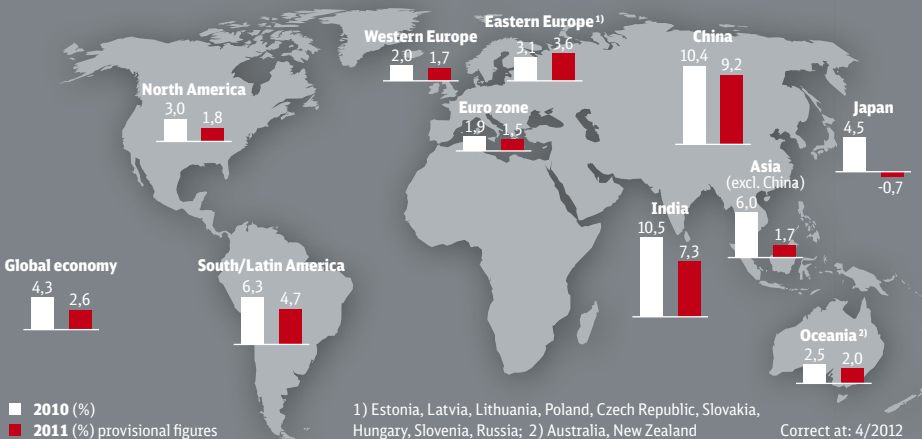 Eastern Europe 1)
3,1 3,6
Western Europe
2,0 1,7
China
10,4 9,2
North America
3,0 1,8
Euro zone
1,9 1,5
Japan
4,5
-0,7
Asia
(excl. China)
6,0 1,7
India
10,5 7,3
Global economy
4,3 2,6
South/Latin America
6,3 4,7
Oceania 2)
2,5 2,0
2010 (%)
2011 (%) provisional figures
1) Estonia, Latvia, Lithuania, Poland, Czech Republic, Slovakia,
Hungary, Slovenia, Russia; 2) Australia, New Zealand
Correct at: 4/2012